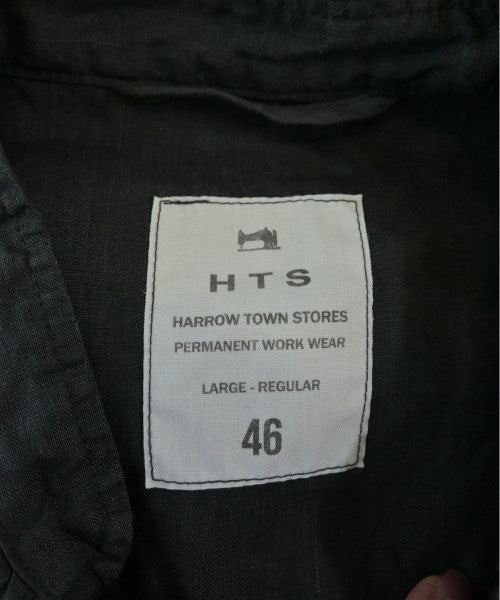 HTS
HARROW TOWN STORES
PERMANENT WORK WEAR
LARGE - REGULAR
46